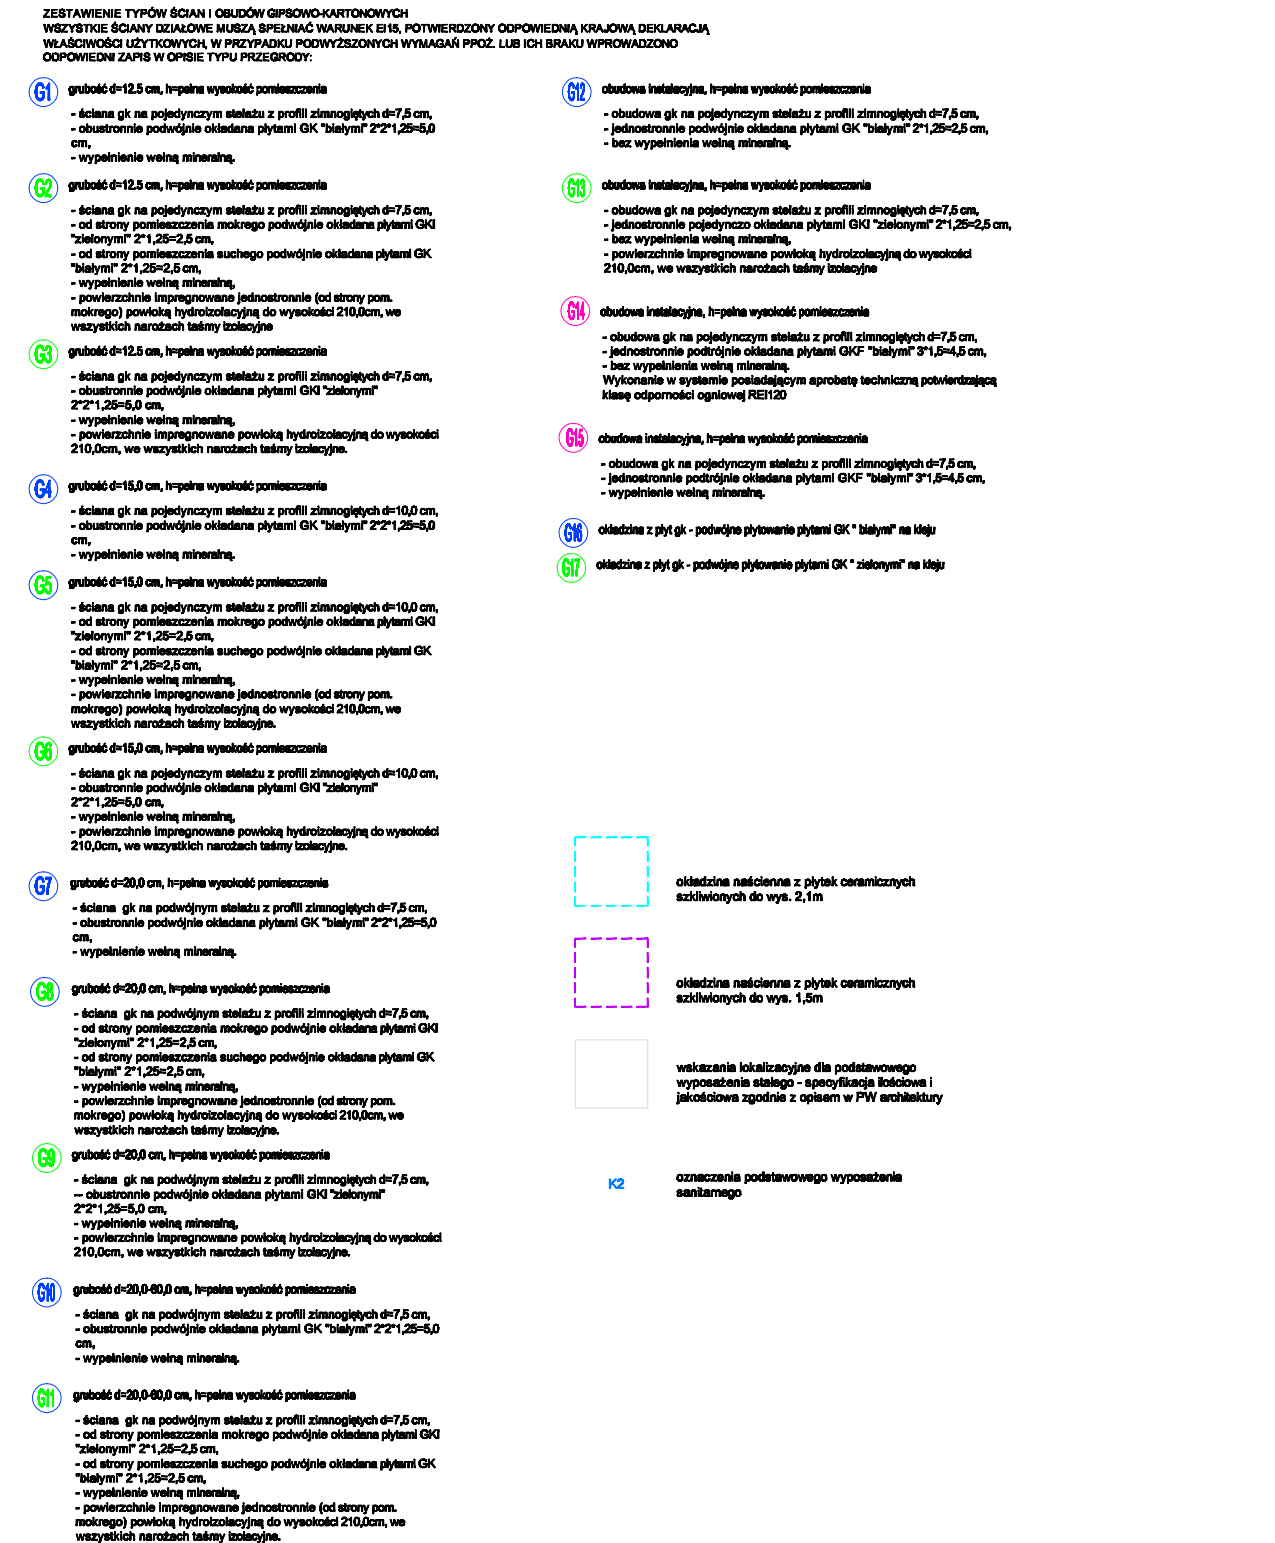 ZESTAWIENIE TYPÓW ŚCIAN I OBUDÓW GIPSOWO-KARTONOWYCH
WSZYSTKIE ŚCIANY DZIAŁOWE MUSZĄ SPEŁNIAĆ WARUNEK EI15, POTWIERDZONY ODPOWIEDNIĄ KRAJOWĄ DEKLARACJĄ
WŁAŚCIWOŚCI UŻYTKOWYCH, W PRZYPADKU PODWYŻSZONYCH WYMAGAŃ PPOŻ. LUB ICH BRAKU WPROWADZONO
ODPOWIEDNI ZAPIS W OPISIE TYPU PRZEGRODY:
G1 grubość d=12.5 cm, h=pełna wysokość pomieszczenia
- ściana gk na pojedynczym stelażu z profili zimnogiętych d=7,5 cm,
- obustronnie podwójnie okładana płytami GK "białymi" 2*2*1,25=5,0
cm,
- wypełnienie wełną mineralną.
G2 grubość d=12.5 cm, h=pełna wysokość pomieszczenia
- ściana gk na pojedynczym stelażu z profili zimnogiętych d=7,5 cm,
- od strony pomieszczenia mokrego podwójnie okładana płytami GKI
"zielonymi" 2*1,25=2,5 cm,
- od strony pomieszczenia suchego podwójnie okładana płytami GK
"białymi" 2*1,25=2,5 cm,
- wypełnienie wełną mineralną,
- powierzchnie impregnowane jednostronnie (od strony pom.
mokrego) powłoką hydroizolacyjną do wysokości 210,0cm, we
wszystkich narożach taśmy izolacyjne
G3 grubość d=12.5 cm, h=pełna wysokość pomieszczenia
- ściana gk na pojedynczym stelażu z profili zimnogiętych d=7,5 cm,
- obustronnie podwójnie okładana płytami GKI "zielonymi"
2*2*1,25=5,0 cm,
- wypełnienie wełną mineralną,
- powierzchnie impregnowane powłoką hydroizolacyjną do wysokości
210,0cm, we wszystkich narożach taśmy izolacyjne.
G4 grubość d=15,0 cm, h=pełna wysokość pomieszczenia
- ściana gk na pojedynczym stelażu z profili zimnogiętych d=10,0 cm,
- obustronnie podwójnie okładana płytami GK "białymi" 2*2*1,25=5,0
cm,
- wypełnienie wełną mineralną.
G5 grubość d=15,0 cm, h=pełna wysokość pomieszczenia
- ściana gk na pojedynczym stelażu z profili zimnogiętych d=10,0 cm,
- od strony pomieszczenia mokrego podwójnie okładana płytami GKI
"zielonymi" 2*1,25=2,5 cm,
- od strony pomieszczenia suchego podwójnie okładana płytami GK
"białymi" 2*1,25=2,5 cm,
- wypełnienie wełną mineralną,
- powierzchnie impregnowane jednostronnie (od strony pom.
mokrego) powłoką hydroizolacyjną do wysokości 210,0cm, we
wszystkich narożach taśmy izolacyjne.
G6 grubość d=15,0 cm, h=pełna wysokość pomieszczenia
- ściana gk na pojedynczym stelażu z profili zimnogiętych d=10,0 cm,
- obustronnie podwójnie okładana płytami GKI "zielonymi"
2*2*1,25=5,0 cm,
- wypełnienie wełną mineralną,
- powierzchnie impregnowane powłoką hydroizolacyjną do wysokości
210,0cm, we wszystkich narożach taśmy izolacyjne.
G7 grubość d=20,0 cm, h=pełna wysokość pomieszczenia
- ściana gk na podwójnym stelażu z profili zimnogiętych d=7,5 cm,
- obustronnie podwójnie okładana płytami GK "białymi" 2*2*1,25=5,0
cm,
- wypełnienie wełną mineralną.
G8 grubość d=20,0 cm, h=pełna wysokość pomieszczenia
- ściana gk na podwójnym stelażu z profili zimnogiętych d=7,5 cm,
- od strony pomieszczenia mokrego podwójnie okładana płytami GKI
"zielonymi" 2*1,25=2,5 cm,
- od strony pomieszczenia suchego podwójnie okładana płytami GK
"białymi" 2*1,25=2,5 cm,
- wypełnienie wełną mineralną,
- powierzchnie impregnowane jednostronnie (od strony pom.
mokrego) powłoką hydroizolacyjną do wysokości 210,0cm, we
wszystkich narożach taśmy izolacyjne.
G9 grubość d=20,0 cm, h=pełna wysokość pomieszczenia
- ściana gk na podwójnym stelażu z profili zimnogiętych d=7,5 cm,
-- obustronnie podwójnie okładana płytami GKI "zielonymi"
2*2*1,25=5,0 cm,
- wypełnienie wełną mineralną,
- powierzchnie impregnowane powłoką hydroizolacyjną do wysokości
210,0cm, we wszystkich narożach taśmy izolacyjne.
G10 grubość d=20,0-60,0 cm, h=pełna wysokość pomieszczenia
- ściana gk na podwójnym stelażu z profili zimnogiętych d=7,5 cm,
- obustronnie podwójnie okładana płytami GK "białymi" 2*2*1,25=5,0
cm,
- wypełnienie wełną mineralną.
G11 grubość d=20,0-60,0 cm, h=pełna wysokość pomieszczenia
- ściana gk na podwójnym stelażu z profili zimnogiętych d=7,5 cm,
- od strony pomieszczenia mokrego podwójnie okładana płytami GKI
"zielonymi" 2*1,25=2,5 cm,
- od strony pomieszczenia suchego podwójnie okładana płytami GK
"białymi" 2*1,25=2,5 cm,
- wypełnienie wełną mineralną,
- powierzchnie impregnowane jednostronnie (od strony pom.
mokrego) powłoką hydroizolacyjną do wysokości 210,0cm, we
wszystkich narożach taśmy izolacyjne.
G12 obudowa instalacyjna, h=pełna wysokość pomieszczenia
- obudowa gk na pojedynczym stelażu z profili zimnogiętych d=7,5 cm,
- jednostronnie podwójnie okładana płytami GK "białymi" 2*1,25=2,5 cm,
- bez wypełnienia wełną mineralną.
G13 obudowa instalacyjna, h=pełna wysokość pomieszczenia
- obudowa gk na pojedynczym stelażu z profili zimnogiętych d=7,5 cm,
- jednostronnie pojedynczo okładana płytami GKI "zielonymi" 2*1,25=2,5 cm,
- bez wypełnienia wełną mineralną,
- powierzchnie impregnowane powłoką hydroizolacyjną do wysokości
210,0cm, we wszystkich narożach taśmy izolacyjne
G14 obudowa instalacyjna, h=pełna wysokość pomieszczenia
- obudowa gk na pojedynczym stelażu z profili zimnogiętych d=7,5 cm,
- jednostronnie podtrójnie okładana płytami GKF "białymi" 3*1,5=4,5 cm,
- bez wypełnienia wełną mineralną.
Wykonanie w systemie posiadającym aprobatę techniczną potwierdzającą
klasę odporności ogniowej REI120
G15 obudowa instalacyjna, h=pełna wysokość pomieszczenia
- obudowa gk na pojedynczym stelażu z profili zimnogiętych d=7,5 cm,
- jednostronnie podtrójnie okładana płytami GKF "białymi" 3*1,5=4,5 cm,
- wypełnienie wełną mineralną.
G16 okładzina z płyt gk - podwójne płytowanie płytami GK " białymi" na kleju
G17 okładzina z płyt gk - podwójne płytowanie płytami GK " zielonymi" na kleju
okładzina naścienna z płytek ceramicznych
szkliwionych do wys. 2,1m
okładzina naścienna z płytek ceramicznych
szkliwionych do wys. 1,5m
wskazania lokalizacyjne dla podstawowego
wyposażenia stałego - specyfikacja ilościowa i
jakościowa zgodnie z opisem w PW architektury
K2 oznaczenia podstawowego wyposażenia
sanitarnego